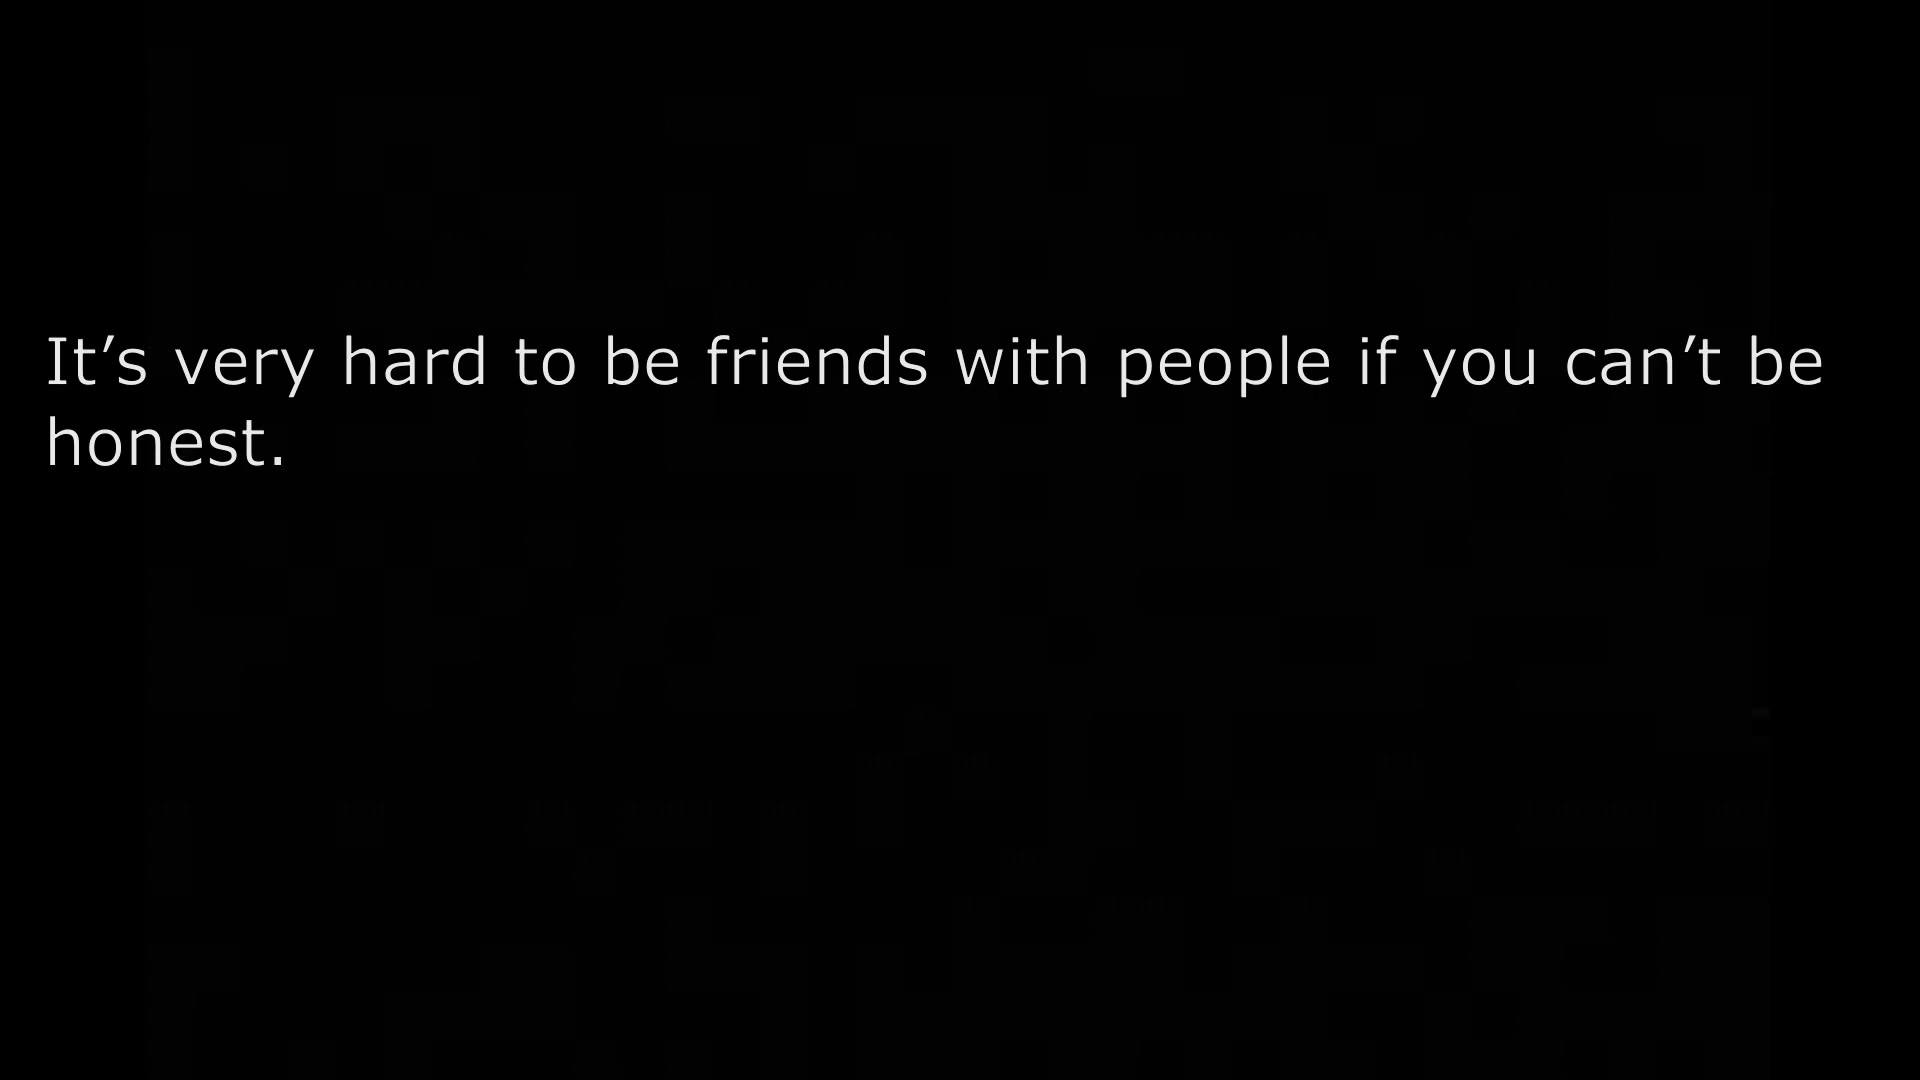 It’s very hard to be friends with people if you can’t be
honest.